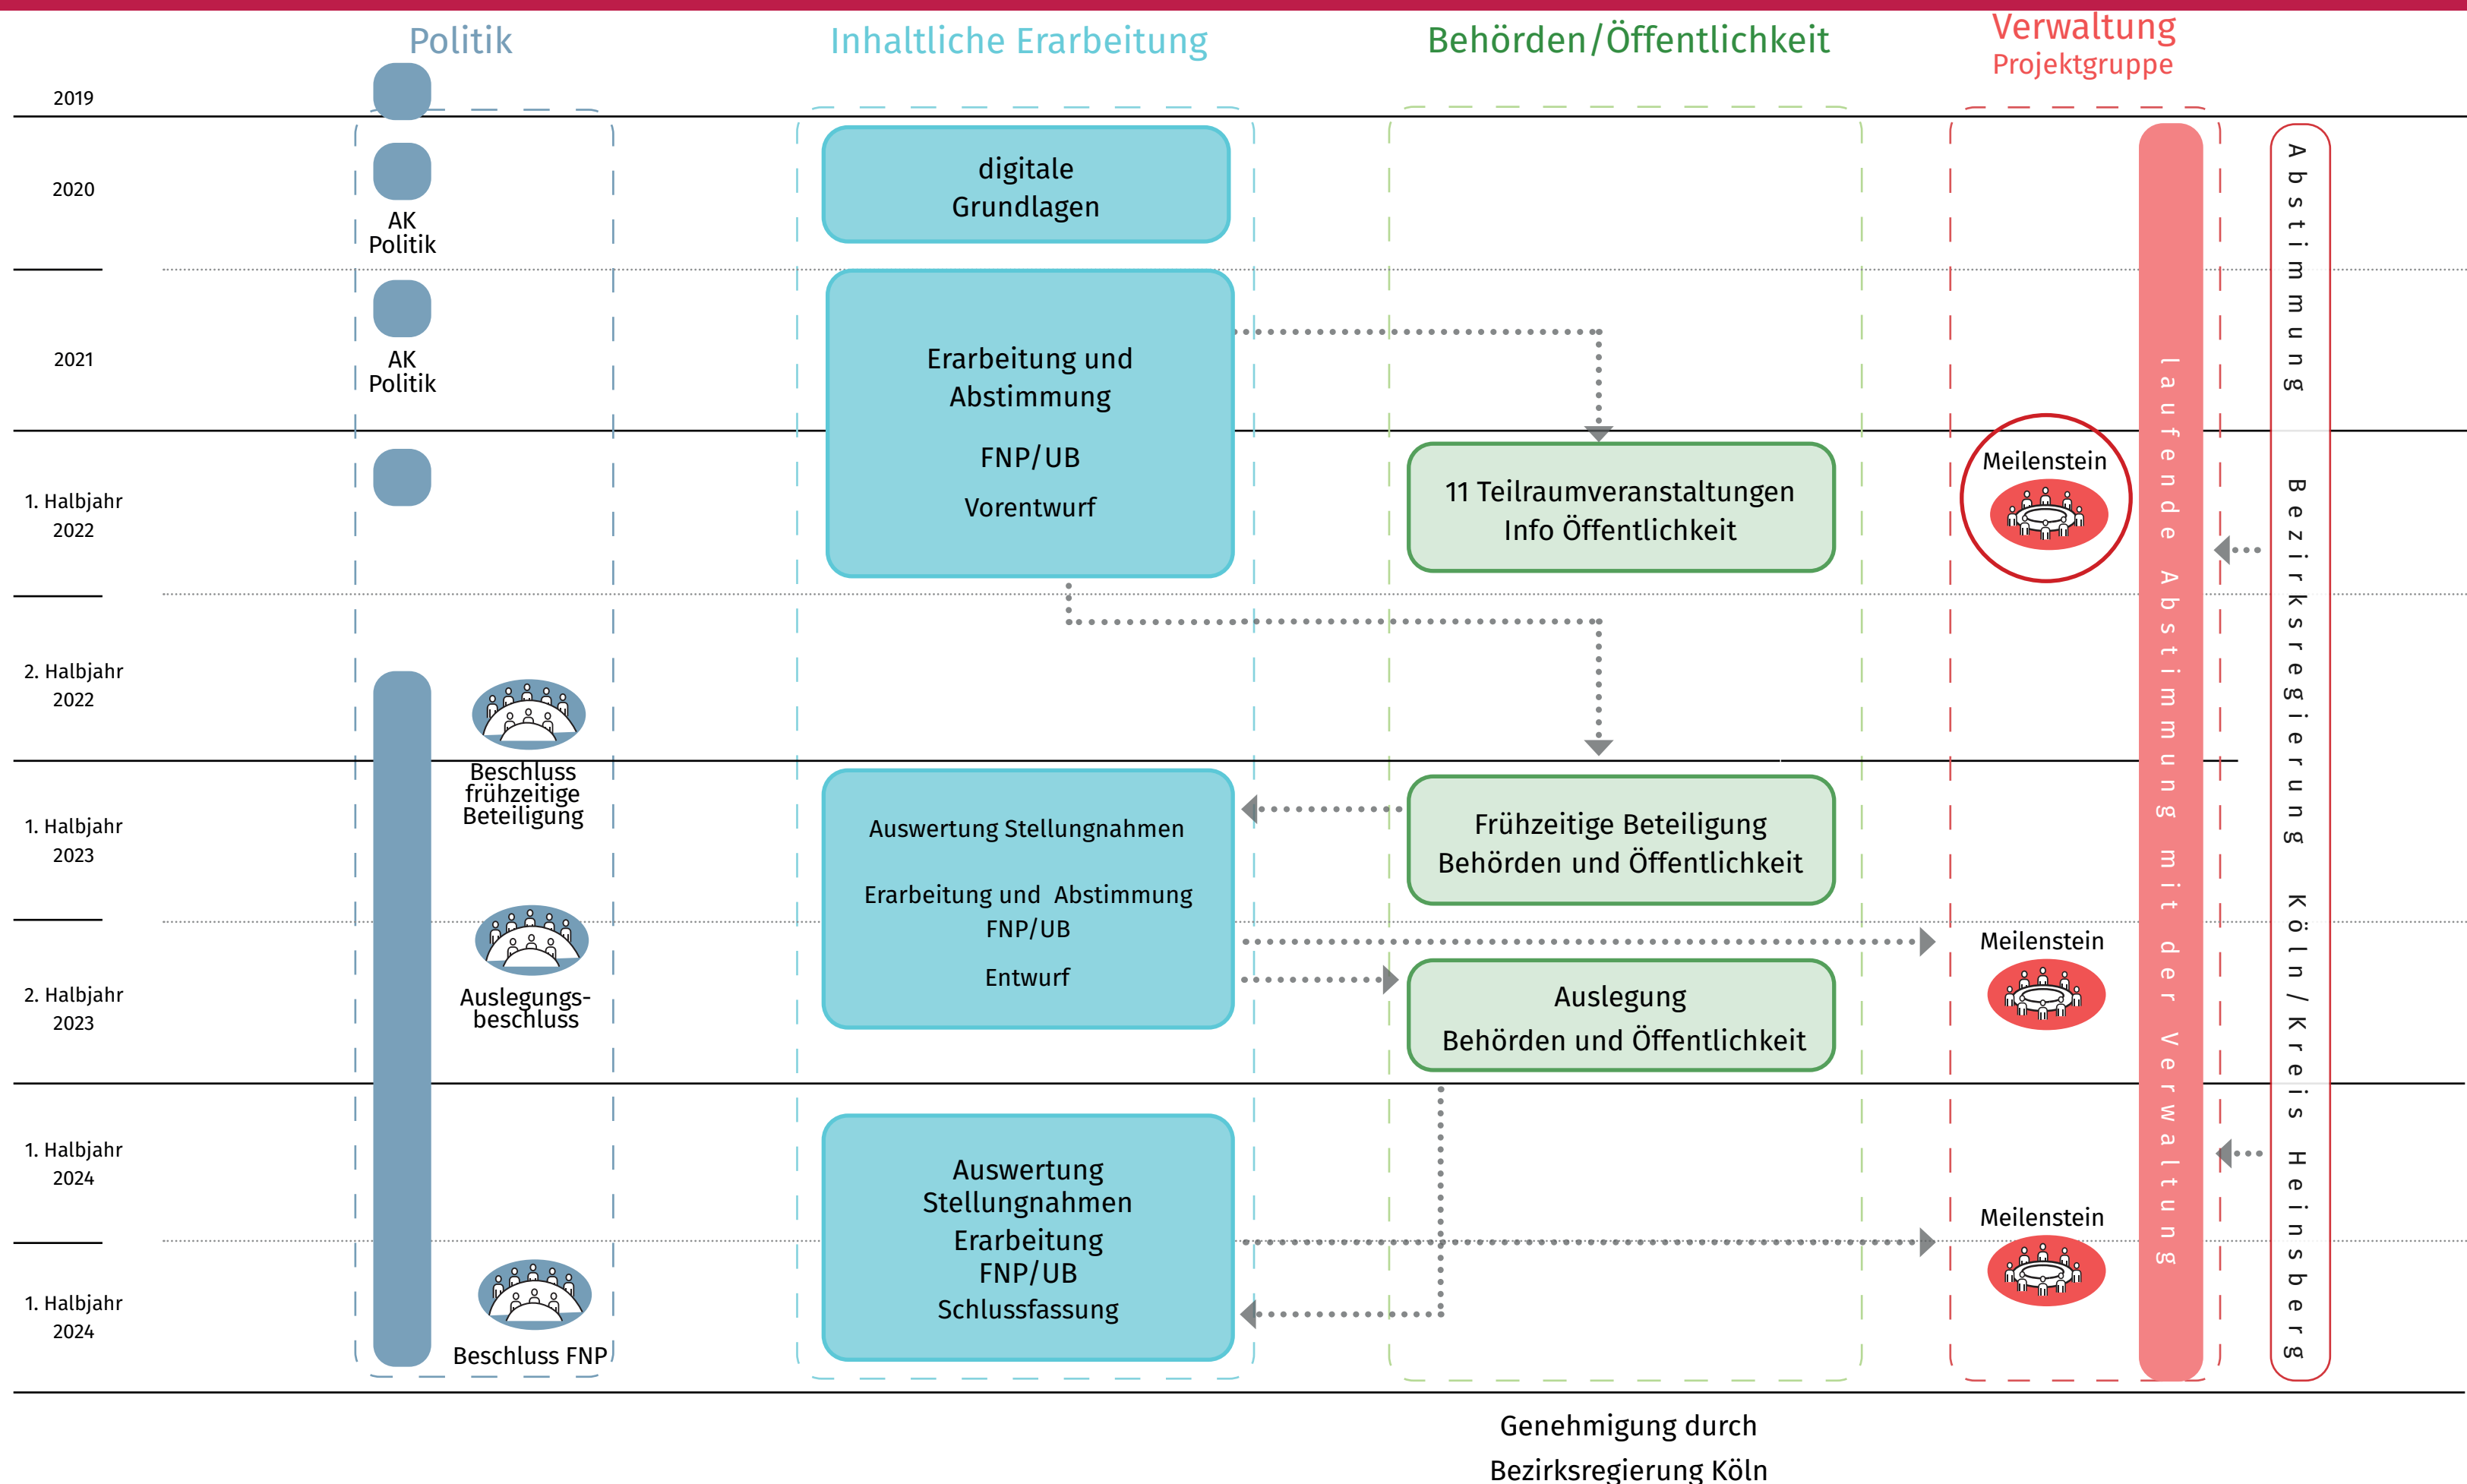 Politik
Inhaltliche Erarbeitung
Behörden/Öffentlichkeit
Verwaltung
Projektgruppe
2019
2020
AK
Politik
digitale
Grundlagen
2021
AK
Politik
Erarbeitung und
Abstimmung
FNP/UB
Vorentwurf
1. Halbjahr
2022
11 Teilraumveranstaltungen
Info Öffentlichkeit
Meilenstein
2. Halbjahr
2022
Beschluss
frühzeitige
Beteiligung
1. Halbjahr
2023
Auswertung Stellungnahmen
Erarbeitung und Abstimmung
FNP/UB
Entwurf
Frühzeitige Beteiligung
Behörden und Öffentlichkeit
2. Halbjahr
2023
Auslegungs-
beschluss
Auslegung
Behörden und Öffentlichkeit
Meilenstein
1. Halbjahr
2024
Auswertung
Stellungnahmen
Erarbeitung
FNP/UB
Schlussfassung
Meilenstein
1. Halbjahr
2024
Beschluss FNP
laufende Abstimmung mit der Verwaltung
Abstimmung Bezirksregierung Köln/Kreis Heinsberg
Genehmigung durch
Bezirksregierung Köln